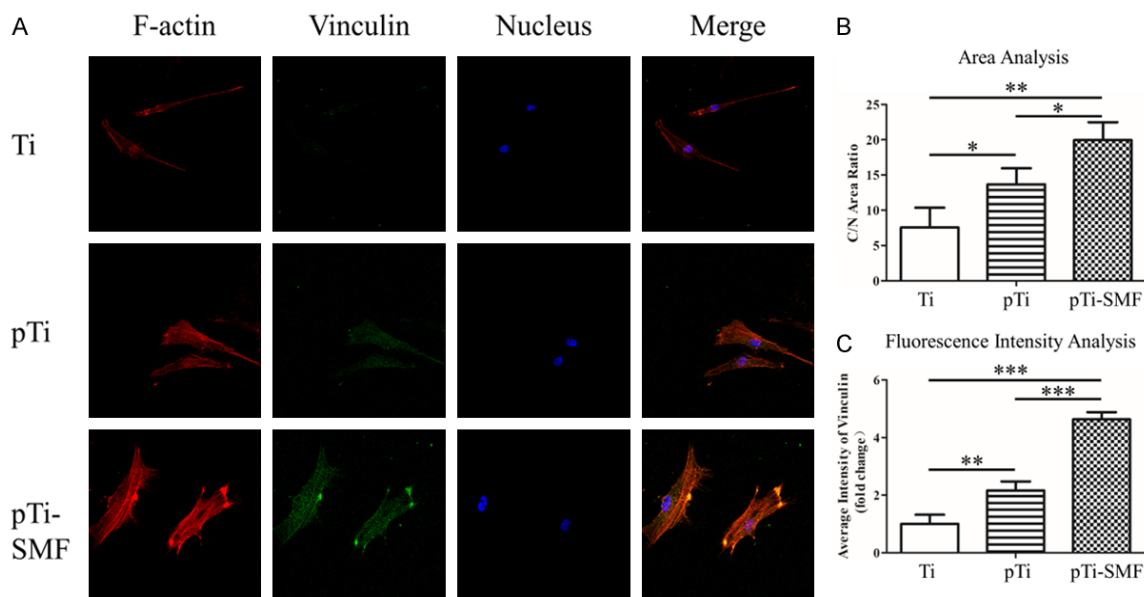 A
F-actin
Vinculin
Nucleus
Merge
Ti
pTi
pTi-
SMF
B
Area Analysis
**
*
*
C/N Area Ratio
25
20
15
10
5
0
Ti
pTi
pTi-SMF
C
Fluorescence Intensity Analysis
***
***
**
Average Intensity of Vinculin
(fold change)
6
4
2
0
Ti
pTi
pTi-SMF